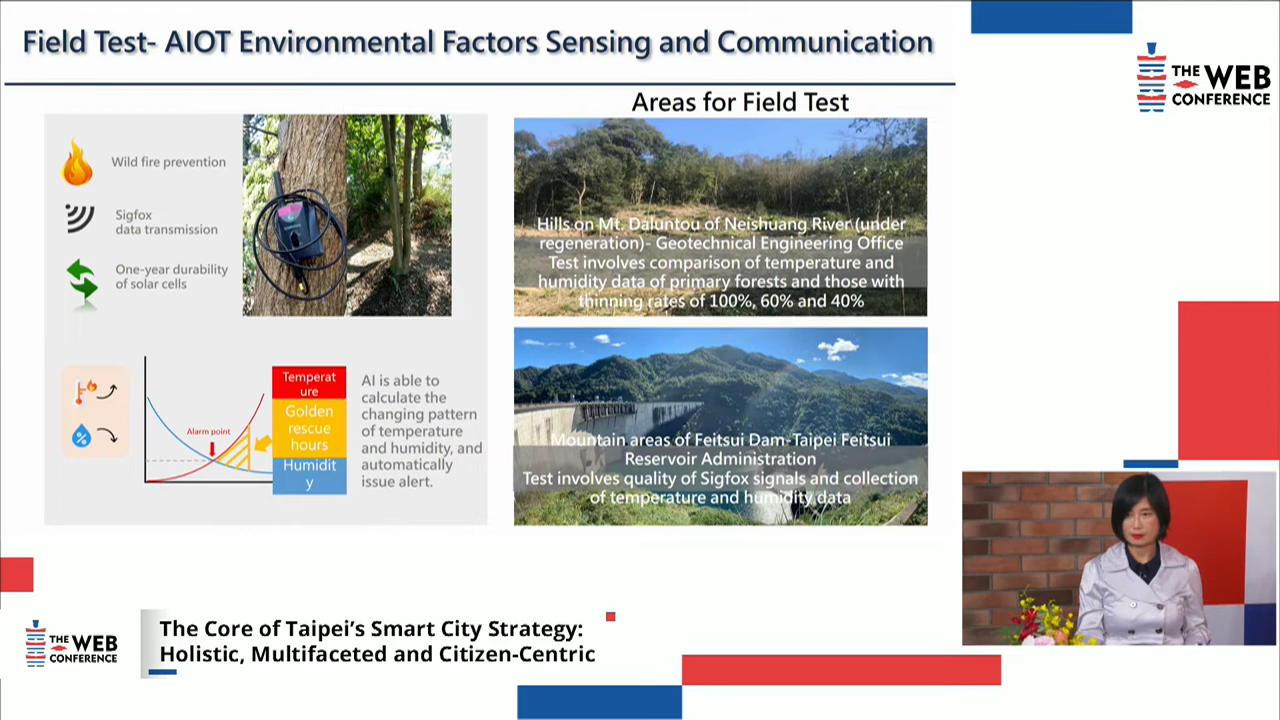 Field Test- AIOT Environmental Factors Sensing and Communication
THE WEB
CONFERENCE
Areas for Field Test
Wild fire prevention
Sigfox
data transmission
One-year durability
of solar cells
Hills on Mt. Daluntou of Neishuang River (under
regeneration)- Geotechnical Engineering Office
Test involves comparison of temperature and
humidity data of primary forests and those with
thinning rates of 100%, 60% and 40%
Alarm point
Temperat
ure
Golden
rescue
hours
Humidit
y
%
AI is able to
calculate the
changing pattern
of temperature
and humidity, and
automatically
issue alert.
Mountain areas of Feitsui Dam-Taipei Feitsui
Reservoir Administration
Test involves quality of Sigfox signals and collection
of temperature and humidity data
THE WEB
CONFERENCE
The Core of Taipei's Smart City Strategy:
Holistic, Multifaceted and Citizen-Centric